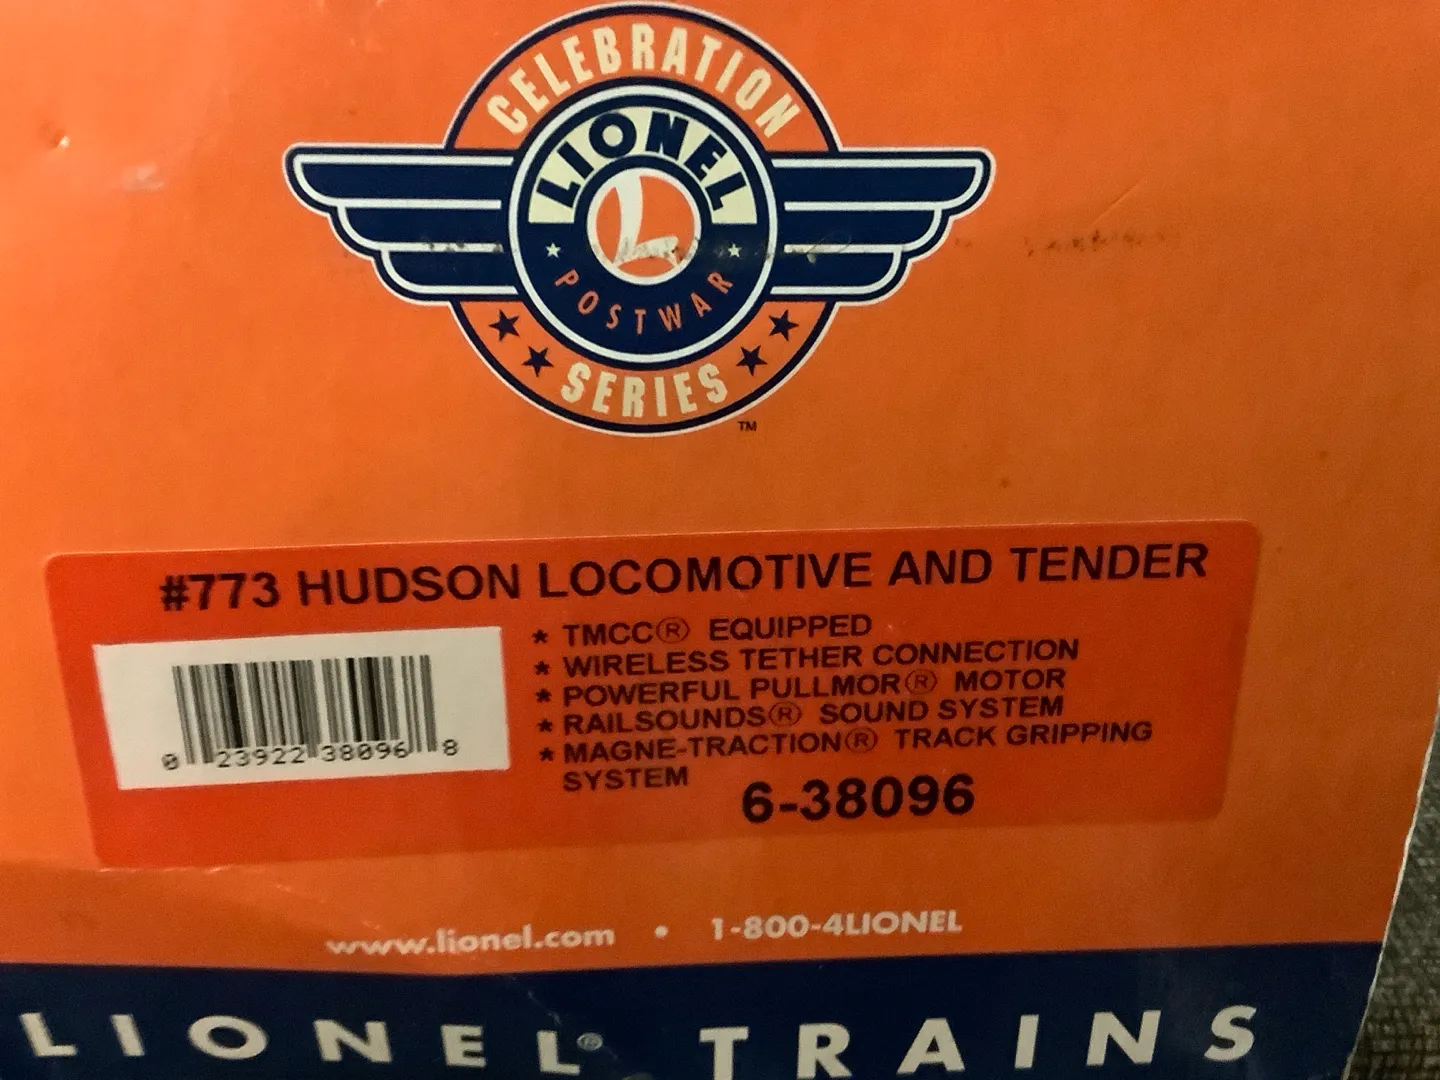 CELEBRATION
LIONEL
L
POSTWAR
SERIES
TM
#773 HUDSON LOCOMOTIVE AND TENDER
* TMCC® EQUIPPED
* WIRELESS TETHER CONNECTION
* POWERFUL PULLMOR® MOTOR
* RAILSOUNDS® SOUND SYSTEM
* MAGNE-TRACTION® TRACK GRIPPING
SYSTEM
6-38096
0 23922 38096 8
www.lionel.com • 1-800-4LIONEL
LIONEL® TRAINS